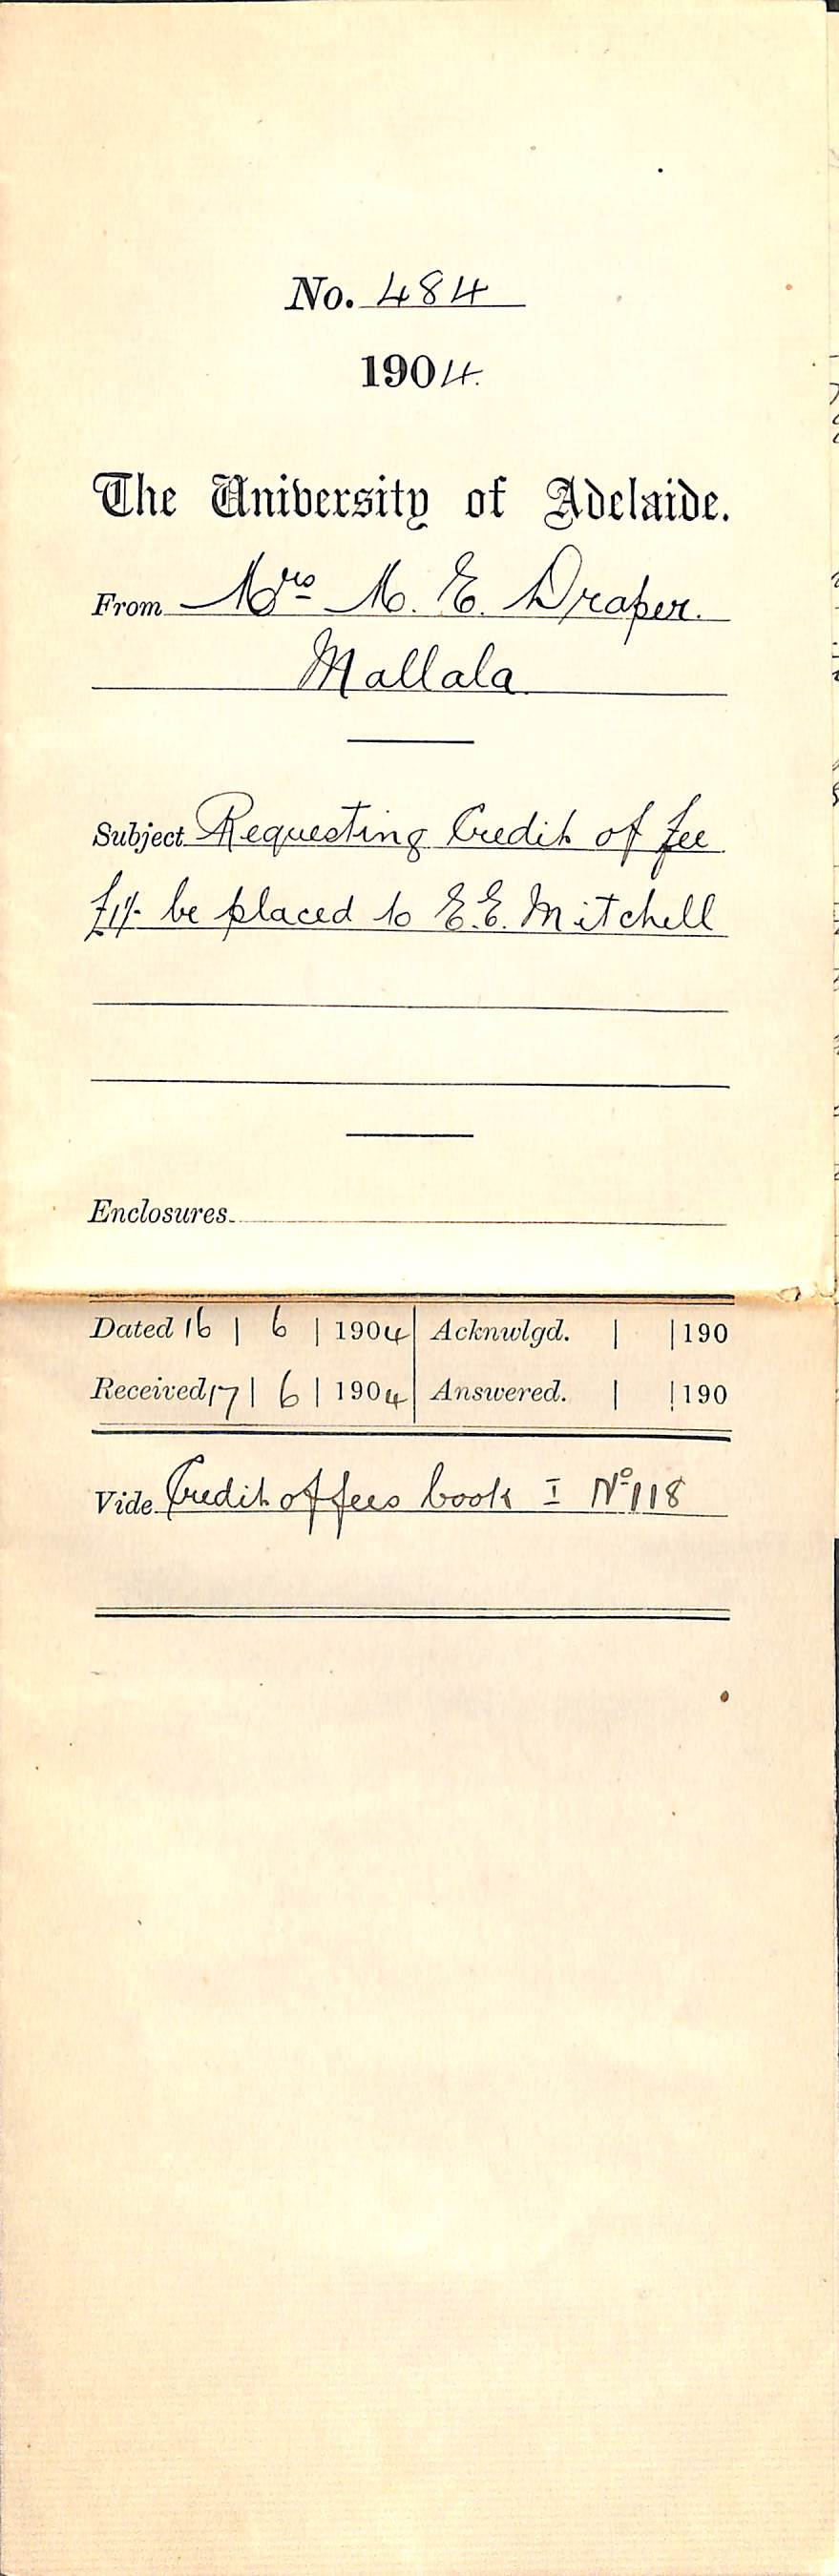 No. 484
1904.
The University of Adelaide.
From Mrs M. E. Draper.
Mallala.
Subject Requesting Credit of fee
£1/1/- be placed to E.E. Mitchell
Enclosures.
Dated 16 | 6 | 1904 Acknwlgd. | | 190
Received 17 | 6 | 1904 Answered. | | 190
Vide Credit of fees book I No 118